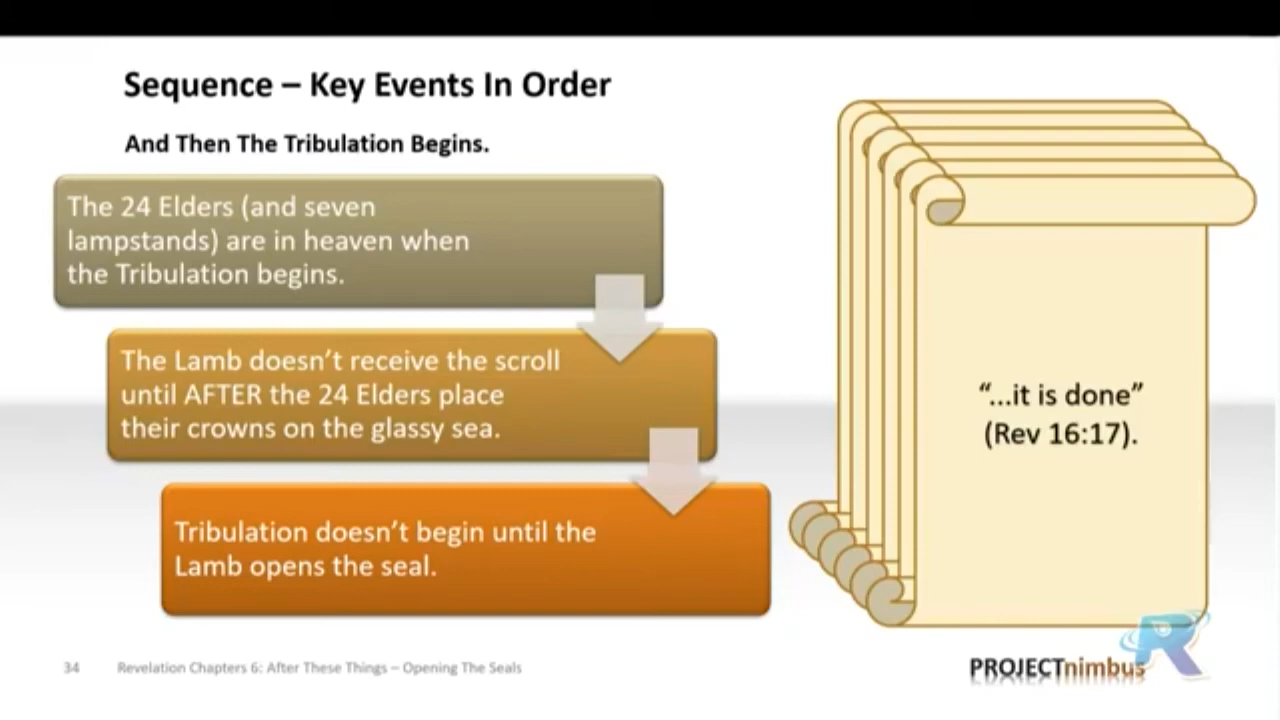 Sequence – Key Events In Order
And Then The Tribulation Begins.
The 24 Elders (and seven
lampstands) are in heaven when
the Tribulation begins.
The Lamb doesn’t receive the scroll
until AFTER the 24 Elders place
their crowns on the glassy sea.
Tribulation doesn’t begin until the
Lamb opens the seal.
“...it is done”
(Rev 16:17).
34
Revelation Chapters 6: After These Things – Opening The Seals
PROJECTnimbus
R